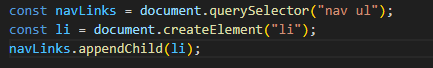 const navLinks = document.querySelector("nav ul");
const li = document.createElement("li");
navLinks.appendChild(li);